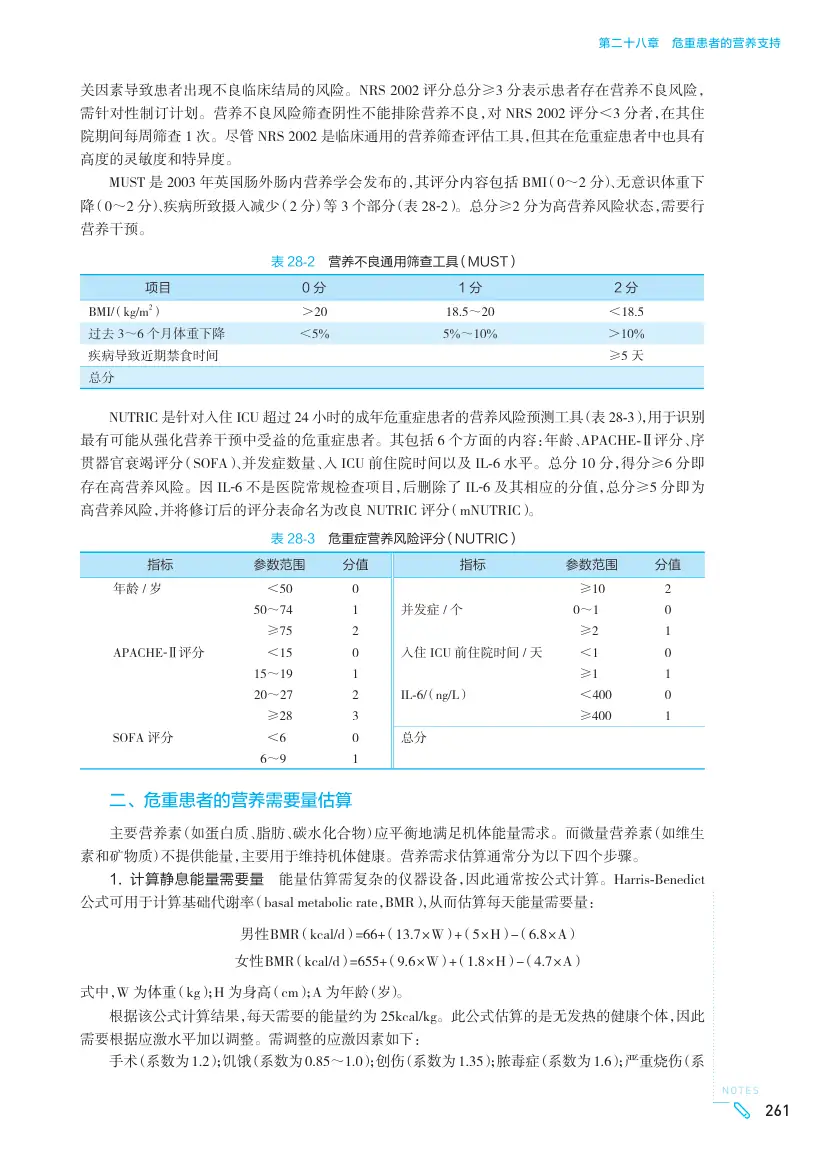 第二十八章 危重患者的营养支持
关因素导致患者出现不良临床结局的风险。NRS 2002 评分总分≥3 分表示患者存在营养不良风险，
需针对性制订计划。营养不良风险筛查阴性不能排除营养不良，对 NRS 2002 评分＜3 分者，在其住
院期间每周筛查 1 次。尽管 NRS 2002 是临床通用的营养筛查评估工具，但其在危重症患者中也具有
高度的灵敏度和特异度。
MUST 是 2003 年英国肠外肠内营养学会发布的，其评分内容包括 BMI（0～2 分）、无意识体重下
降（0～2 分）、疾病所致摄入减少（2 分）等 3 个部分（表 28-2）。总分≥2 分为高营养风险状态，需要行
营养干预。
表 28-2 营养不良通用筛查工具（MUST）
项目 0 分 1 分 2 分
BMI/（kg/m²） ＞20 18.5～20 ＜18.5
过去 3～6 个月体重下降 ＜5% 5%～10% ＞10%
疾病导致近期禁食时间 ≥5 天
总分
NUTRIC 是针对入住 ICU 超过 24 小时的成年危重症患者的营养风险预测工具（表 28-3），用于识别
最有可能从强化营养干预中受益的危重症患者。其包括 6 个方面的内容：年龄、APACHE-Ⅱ评分、序
贯器官衰竭评分（SOFA）、并发症数量、入 ICU 前住院时间以及 IL-6 水平。总分 10 分，得分≥6 分即
存在高营养风险。因 IL-6 不是医院常规检查项目，后删除了 IL-6 及其相应的分值，总分≥5 分即为
高营养风险，并将修订后的评分表命名为改良 NUTRIC 评分（mNUTRIC）。
表 28-3 危重症营养风险评分（NUTRIC）
指标 参数范围 分值 指标 参数范围 分值
年龄 / 岁 ＜50 0 ≥10 2
50～74 1 并发症 / 个 0～1 0
≥75 2 ≥2 1
APACHE-Ⅱ评分 ＜15 0 入住 ICU 前住院时间 / 天 ＜1 0
15～19 1 ≥1 1
20～27 2 IL-6/（ng/L） ＜400 0
≥28 3 ≥400 1
SOFA 评分 ＜6 0 总分
6～9 1
二、危重患者的营养需要量估算
主要营养素（如蛋白质、脂肪、碳水化合物）应平衡地满足机体能量需求。而微量营养素（如维生
素和矿物质）不提供能量，主要用于维持机体健康。营养需求估算通常分为以下四个步骤。
1. 计算静息能量需要量 能量估算需复杂的仪器设备，因此通常按公式计算。Harris-Benedict
公式可用于计算基础代谢率（basal metabolic rate，BMR），从而估算每天能量需要量：
男性BMR（kcal/d）=66+（13.7×W）+（5×H）−（6.8×A）
女性BMR（kcal/d）=655+（9.6×W）+（1.8×H）−（4.7×A）
式中，W 为体重（kg）；H 为身高（cm）；A 为年龄（岁）。
根据该公式计算结果，每天需要的能量约为 25kcal/kg。此公式估算的是无发热的健康个体，因此
需要根据应激水平加以调整。需调整的应激因素如下：
手术（系数为1.2）；饥饿（系数为0.85～1.0）；创伤（系数为1.35）；脓毒症（系数为1.6）；严重烧伤（系
NOTES
261